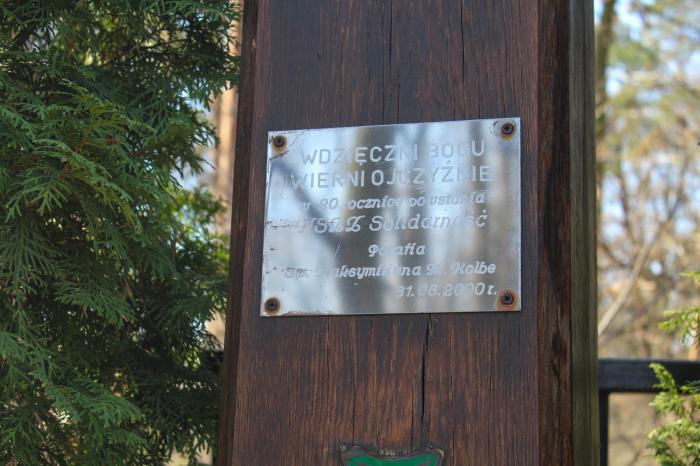 WDZIĘCZNI BOGU
WIERNI OJCZYŹNIE
w 20 rocznicę powstania
NSZZ Solidarność
Parafia
Św. Maksymiliana M. Kolbe
31.08.2000 r.